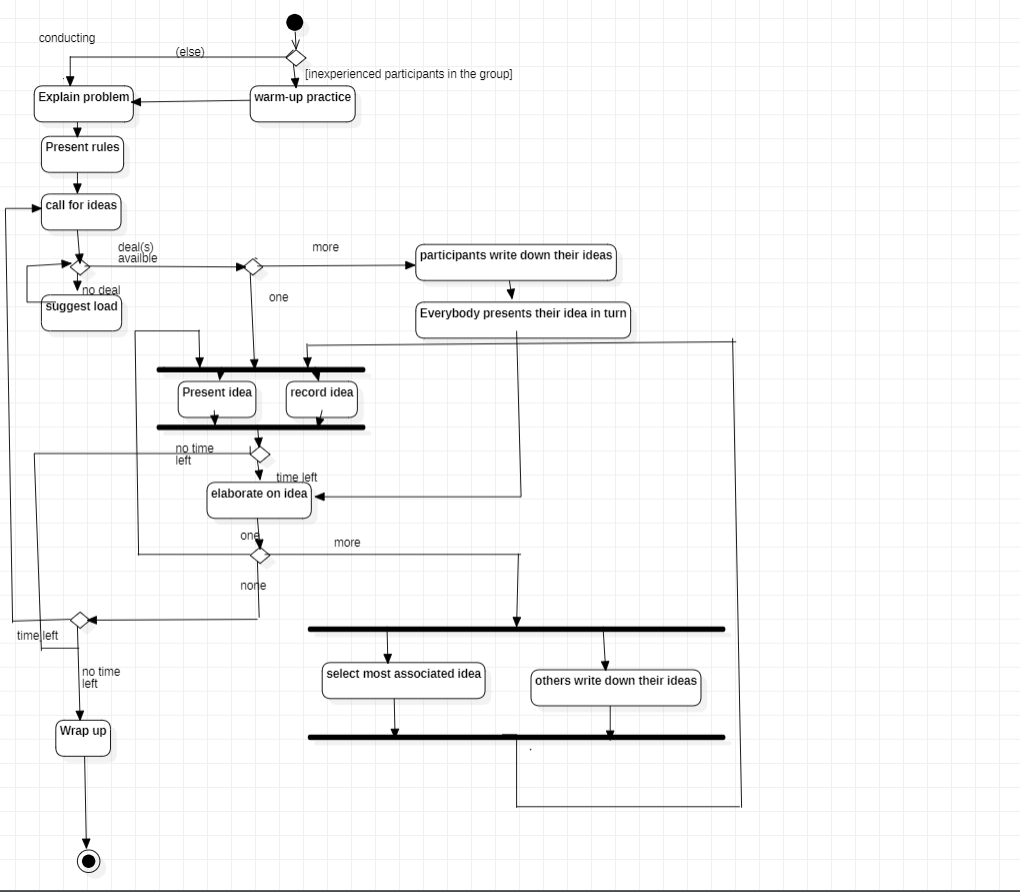 conducting
(else)
[inexperienced participants in the group]
Explain problem
warm-up practice
Present rules
call for ideas
deal(s)
availble
more
participants write down their ideas
no deal
one
suggest load
Everybody presents their idea in turn
Present idea
record idea
no time
left
time left
elaborate on idea
one
more
none
time left
no time
left
select most associated idea
others write down their ideas
Wrap up